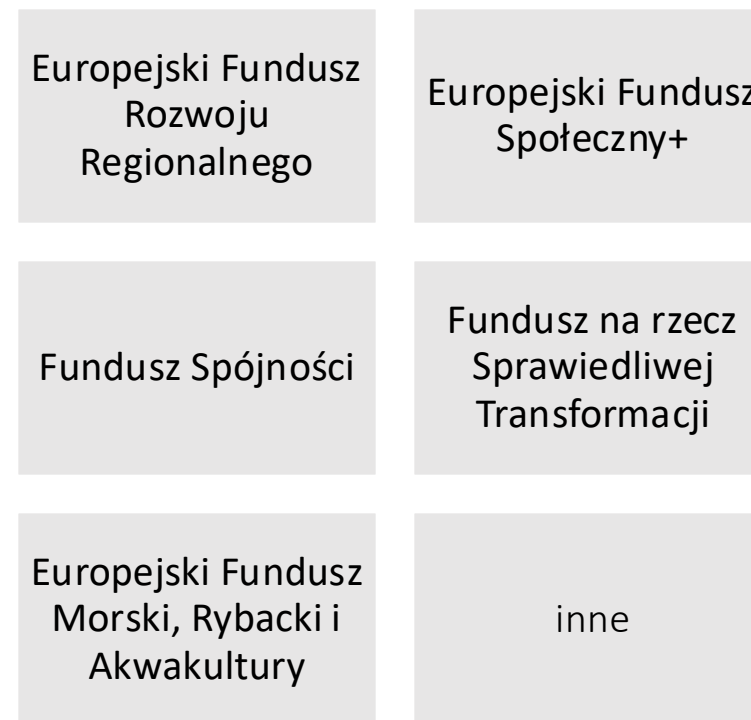 Europejski Fundusz
Rozwoju
Regionalnego
Europejski Fundusz
Społeczny+
Fundusz Spójności
Fundusz na rzecz
Sprawiedliwej
Transformacji
Europejski Fundusz
Morski, Rybacki i
Akwakultury
inne